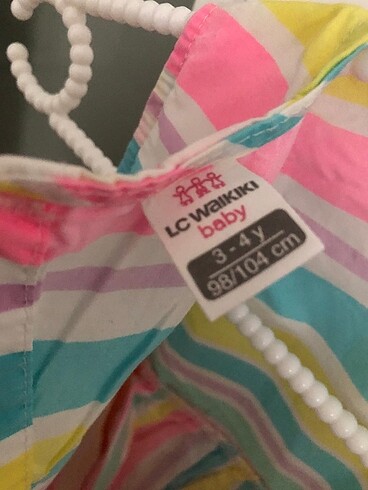 LC WAIKIKI
baby
3 - 4 y
98/104 cm